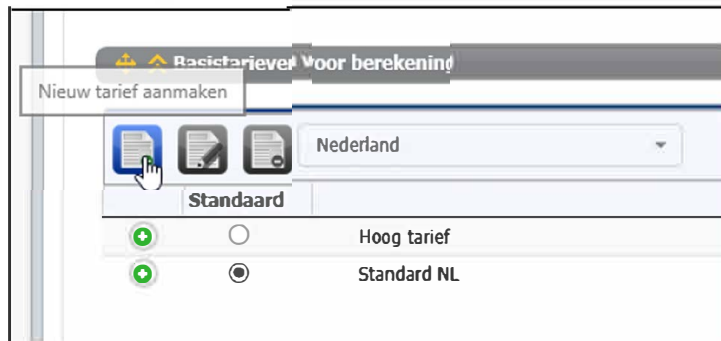 Basistarieven voor berekening
Nieuw tarief aanmaken
Nederland
Standaard
Hoog tarief
Standard NL